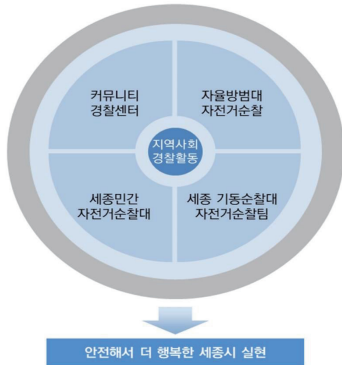 커뮤니티
경찰센터
자율방범대
자전거순찰
지역사회
경찰활동
세종민간
자전거순찰대
세종 기동순찰대
자전거순찰팀
안전해서 더 행복한 세종시 실현